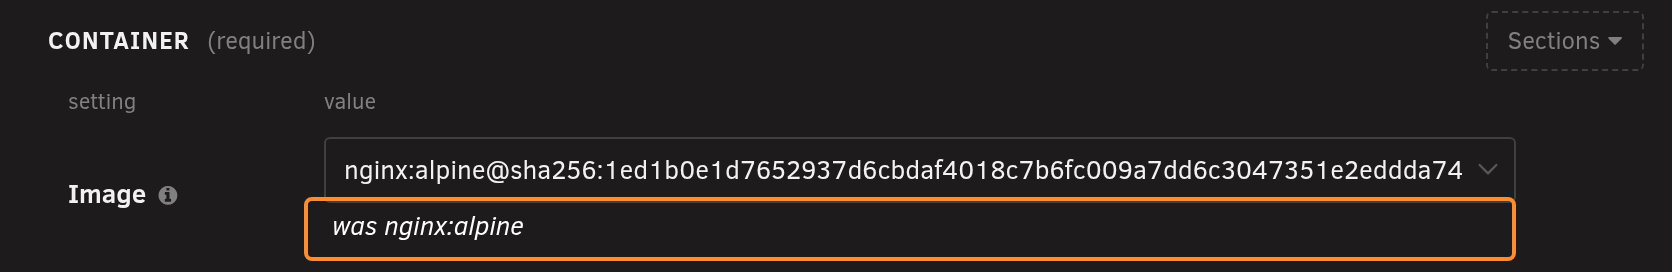 CONTAINER (required)
Sections
setting value
nginx:alpine@sha256:1ed1b0e1d7652937d6cbdaf4018c7b6fc009a7dd6c3047351e2eddda74
Image
was nginx:alpine